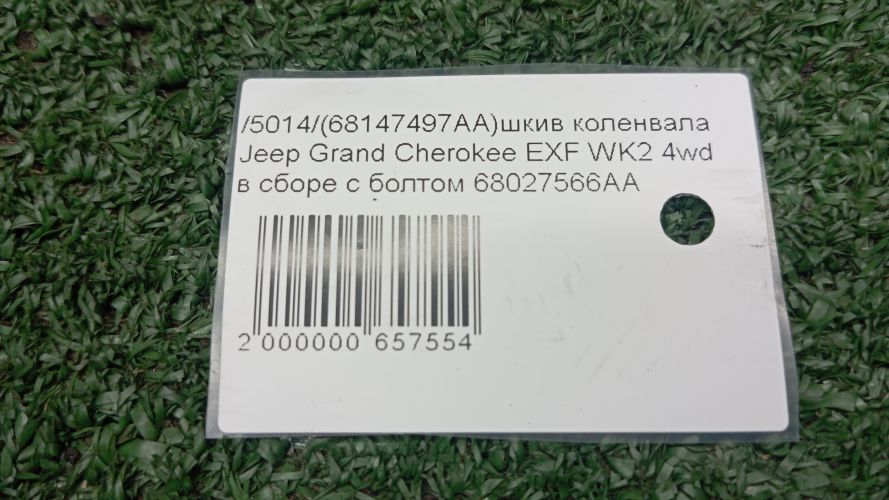 /5014/(68147497AA)шкив коленвала
Jeep Grand Cherokee EXF WK2 4wd
в сборе с болтом 68027566AA
2 000000 657554